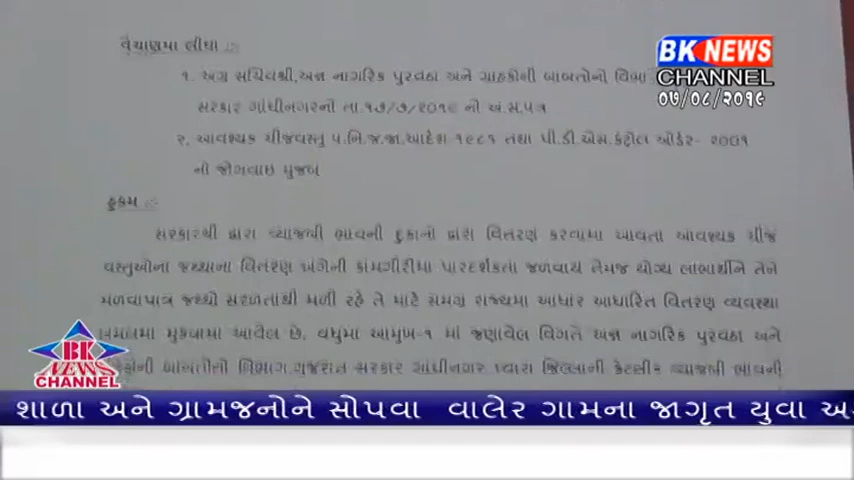 વંચાણમા લીધા :-
૧. અગ્ર સચિવશ્રી,અન્ન નાગરિક પુરવઠા અને ગ્રાહકોની બાબતોનો
BK NEWS
CHANNEL
૦૭/૦૮/૨૦૧૯
સરકાર ગાંધીનગરનો તા.૧૭/૭/૨૦૧૯ નો અ.સ.પત્ર
૨. આવશ્યક ચીજવસ્તુ પ.નિ.જ.જા.આદેશ-૧૯૮૧ તથા પી.ડી.એસ.કંટ્રોલ ઓર્ડર- ૨૦૦૧
નો જોગવાઇ મુજબ
હુકમ :-
સરકારશ્રી દ્રારા વ્યાજબી ભાવની દુકાનો દ્રારા વિતરણ કરવામા આવતા આવશ્યક ચીજ
વસ્તુઓના જથ્થાના વિતરણ અંગેની કામગીરીમા પારદર્શકતા જળવાય તેમજ યોગ્ય લાભાર્થીને તેને
મળવાપાત્ર જથ્થો સરળતાથી મળી રહે તે માટે સમગ્ર રાજ્યમા આધાર આધારિત વિતરણ વ્યવસ્થા
અમલમા મુકવામા આવેલ છે. વધુમા આમુખ-૧ માં જણાવેલ વિગતે અન્ન નાગરિક પુરવઠા અને
બાબતોનો વિભાગ,ગુજરાત સરકાર ગાંધીનગર ધ્વારા જિલ્લાની કેટલીક વ્યાજબી ભાવની
BK
NEWS
CHANNEL
શાળા અને ગ્રામજનોને સોપવા વાલેર ગામના જાગૃત યુવા